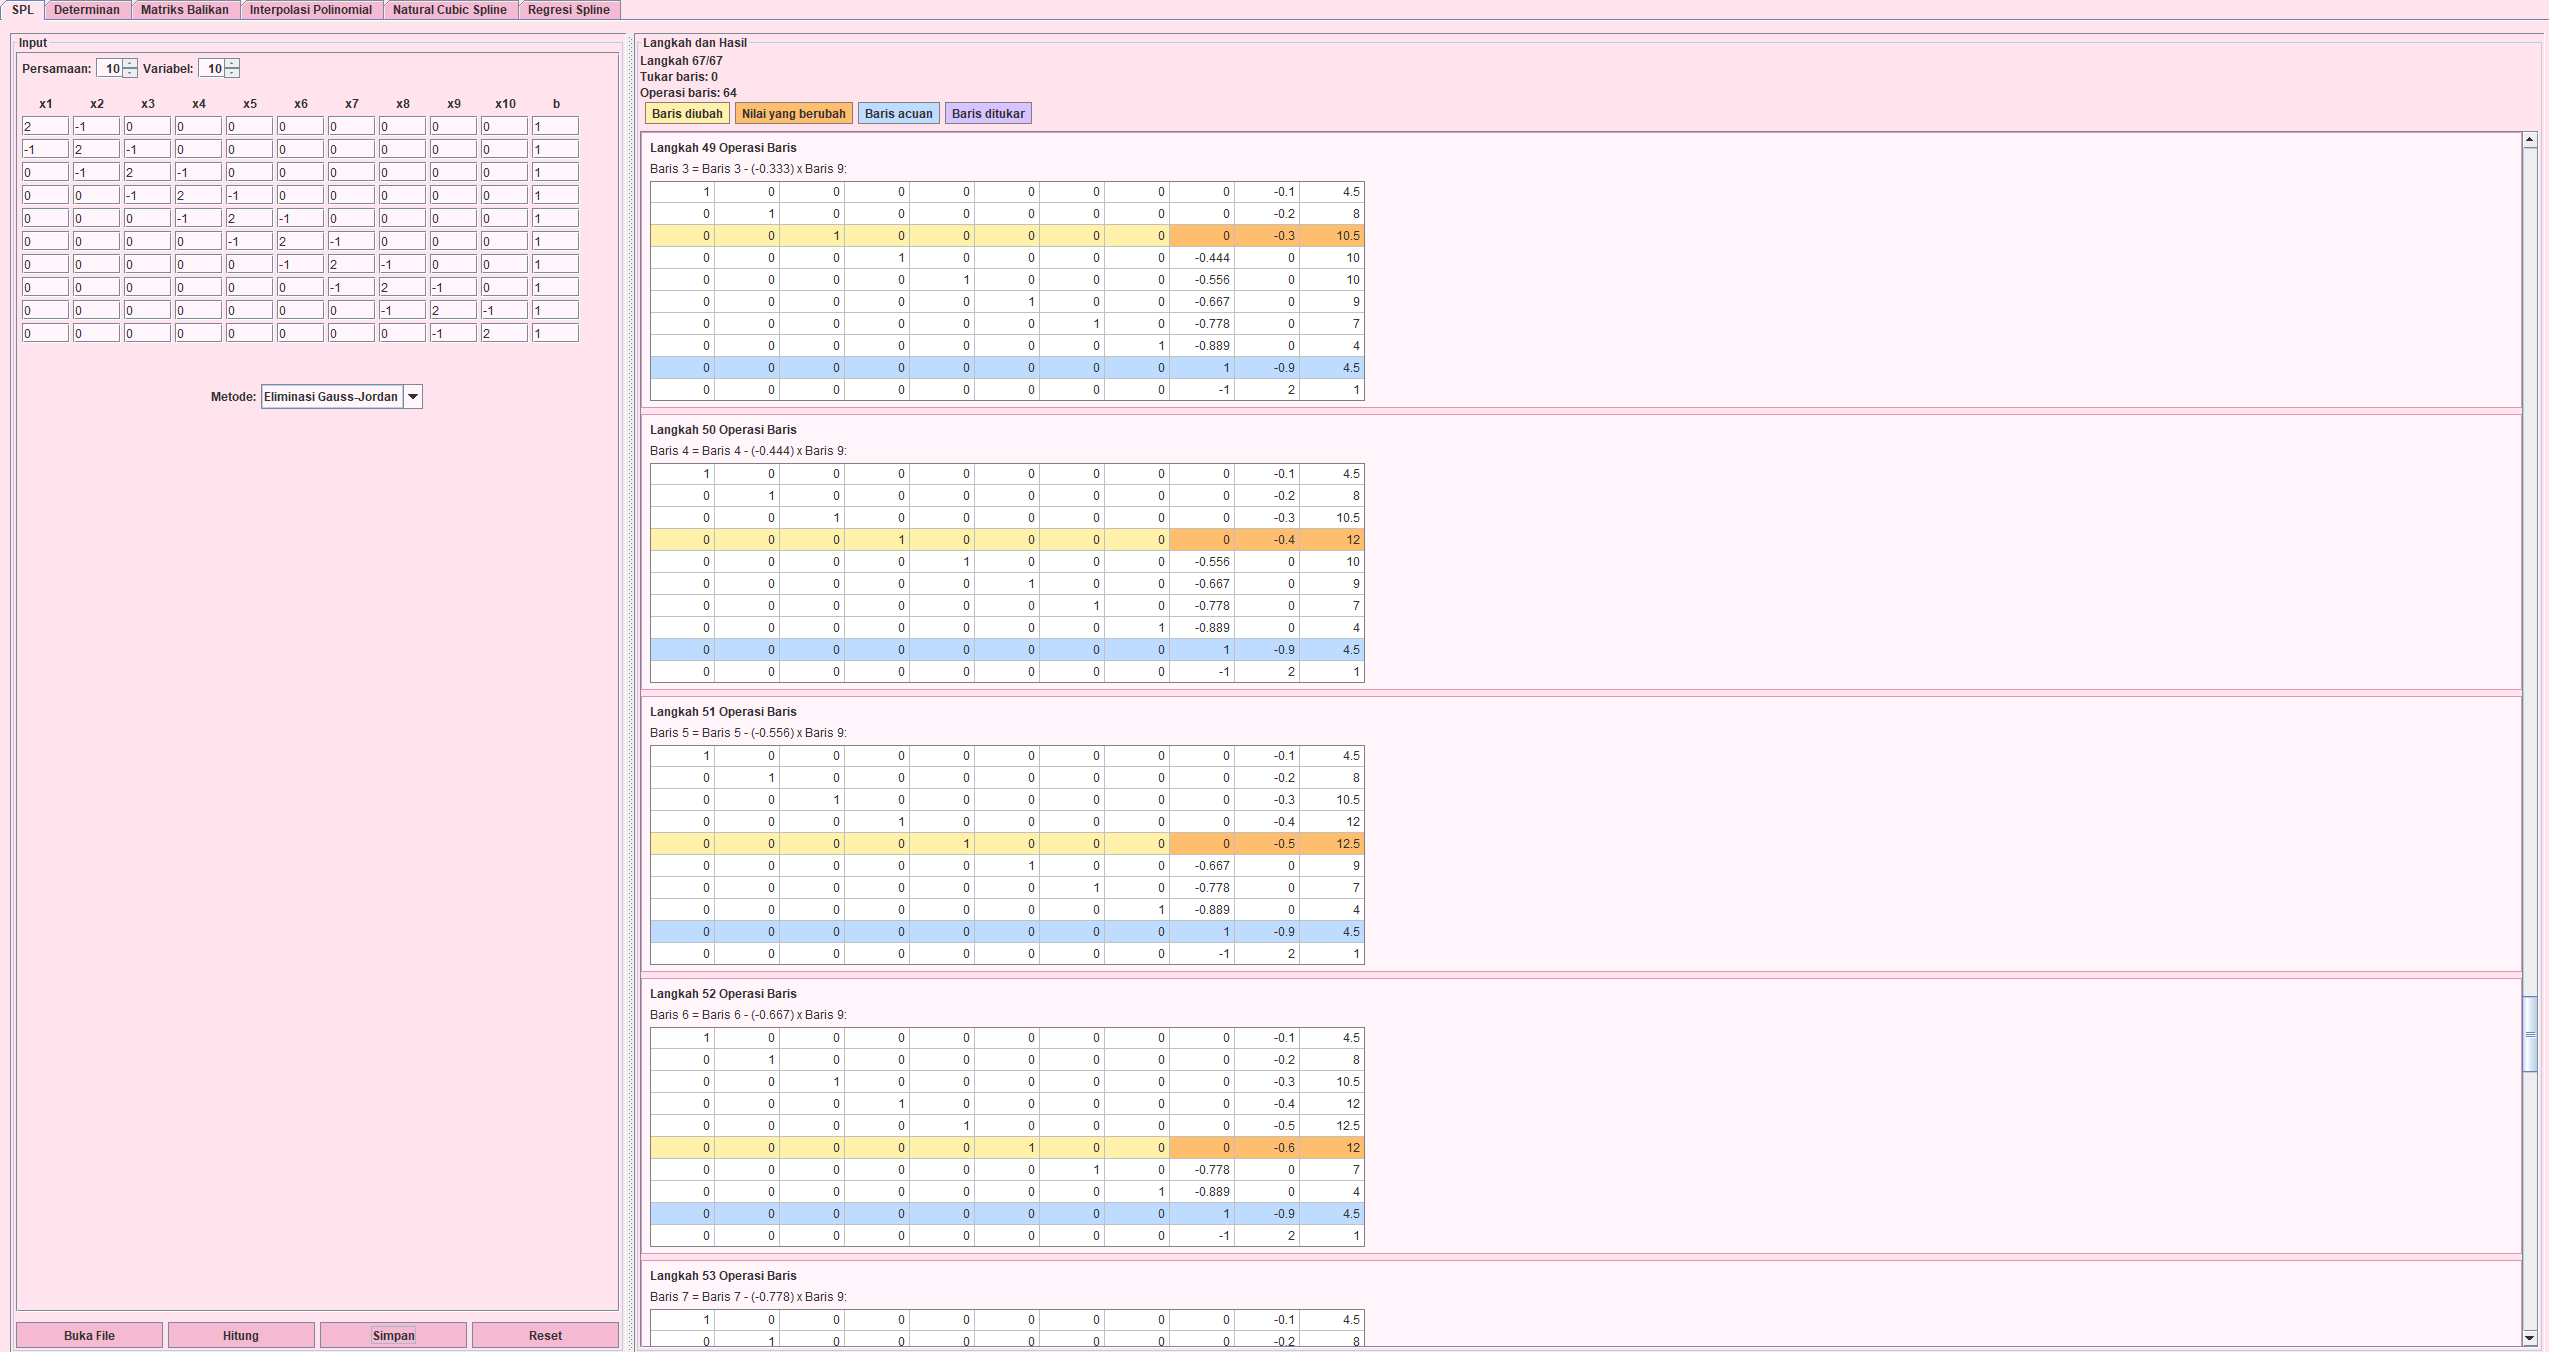 SPL Determinan Matriks Balikan Interpolasi Polinomial Natural Cubic Spline Regresi Spline
Input
Persamaan: 10 Variabel: 10
x1 x2 x3 x4 x5 x6 x7 x8 x9 x10 b
2 -1 0 0 0 0 0 0 0 0 1
-1 2 -1 0 0 0 0 0 0 0 1
0 -1 2 -1 0 0 0 0 0 0 1
0 0 -1 2 -1 0 0 0 0 0 1
0 0 0 -1 2 -1 0 0 0 0 1
0 0 0 0 -1 2 -1 0 0 0 1
0 0 0 0 0 -1 2 -1 0 0 1
0 0 0 0 0 0 -1 2 -1 0 1
0 0 0 0 0 0 0 -1 2 -1 1
0 0 0 0 0 0 0 0 -1 2 1
Metode: Eliminasi Gauss-Jordan
Buka File Hitung Simpan Reset
Langkah dan Hasil
Langkah 67/67
Tukar baris: 0
Operasi baris: 64
Baris diubah Nilai yang berubah Baris acuan Baris ditukar
Langkah 49 Operasi Baris
Baris 3 = Baris 3 - (-0.333) x Baris 9:
1 0 0 0 0 0 0 0 0 -0.1 4.5
0 1 0 0 0 0 0 0 0 -0.2 8
0 0 1 0 0 0 0 0 0 -0.3 10.5
0 0 0 1 0 0 0 0 -0.444 0 10
0 0 0 0 1 0 0 0 -0.556 0 10
0 0 0 0 0 1 0 0 -0.667 0 9
0 0 0 0 0 0 1 0 -0.778 0 7
0 0 0 0 0 0 0 1 -0.889 0 4
0 0 0 0 0 0 0 0 1 -0.9 4.5
0 0 0 0 0 0 0 0 -1 2 1
Langkah 50 Operasi Baris
Baris 4 = Baris 4 - (-0.444) x Baris 9:
1 0 0 0 0 0 0 0 0 -0.1 4.5
0 1 0 0 0 0 0 0 0 -0.2 8
0 0 1 0 0 0 0 0 0 -0.3 10.5
0 0 0 1 0 0 0 0 0 -0.4 12
0 0 0 0 1 0 0 0 -0.556 0 10
0 0 0 0 0 1 0 0 -0.667 0 9
0 0 0 0 0 0 1 0 -0.778 0 7
0 0 0 0 0 0 0 1 -0.889 0 4
0 0 0 0 0 0 0 0 1 -0.9 4.5
0 0 0 0 0 0 0 0 -1 2 1
Langkah 51 Operasi Baris
Baris 5 = Baris 5 - (-0.556) x Baris 9:
1 0 0 0 0 0 0 0 0 -0.1 4.5
0 1 0 0 0 0 0 0 0 -0.2 8
0 0 1 0 0 0 0 0 0 -0.3 10.5
0 0 0 1 0 0 0 0 0 -0.4 12
0 0 0 0 1 0 0 0 0 -0.5 12.5
0 0 0 0 0 1 0 0 -0.667 0 9
0 0 0 0 0 0 1 0 -0.778 0 7
0 0 0 0 0 0 0 1 -0.889 0 4
0 0 0 0 0 0 0 0 1 -0.9 4.5
0 0 0 0 0 0 0 0 -1 2 1
Langkah 52 Operasi Baris
Baris 6 = Baris 6 - (-0.667) x Baris 9:
1 0 0 0 0 0 0 0 0 -0.1 4.5
0 1 0 0 0 0 0 0 0 -0.2 8
0 0 1 0 0 0 0 0 0 -0.3 10.5
0 0 0 1 0 0 0 0 0 -0.4 12
0 0 0 0 1 0 0 0 0 -0.5 12.5
0 0 0 0 0 1 0 0 0 -0.6 12
0 0 0 0 0 0 1 0 -0.778 0 7
0 0 0 0 0 0 0 1 -0.889 0 4
0 0 0 0 0 0 0 0 1 -0.9 4.5
0 0 0 0 0 0 0 0 -1 2 1
Langkah 53 Operasi Baris
Baris 7 = Baris 7 - (-0.778) x Baris 9:
1 0 0 0 0 0 0 0 0 -0.1 4.5
0 1 0 0 0 0 0 0 0 -0.2 8